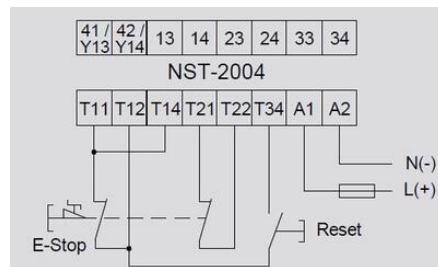 41 / Y13 42 / Y14 13 14 23 24 33 34
NST-2004
T11 T12 T14 T21 T22 T34 A1 A2
N(-)
L(+)
E-Stop
Reset